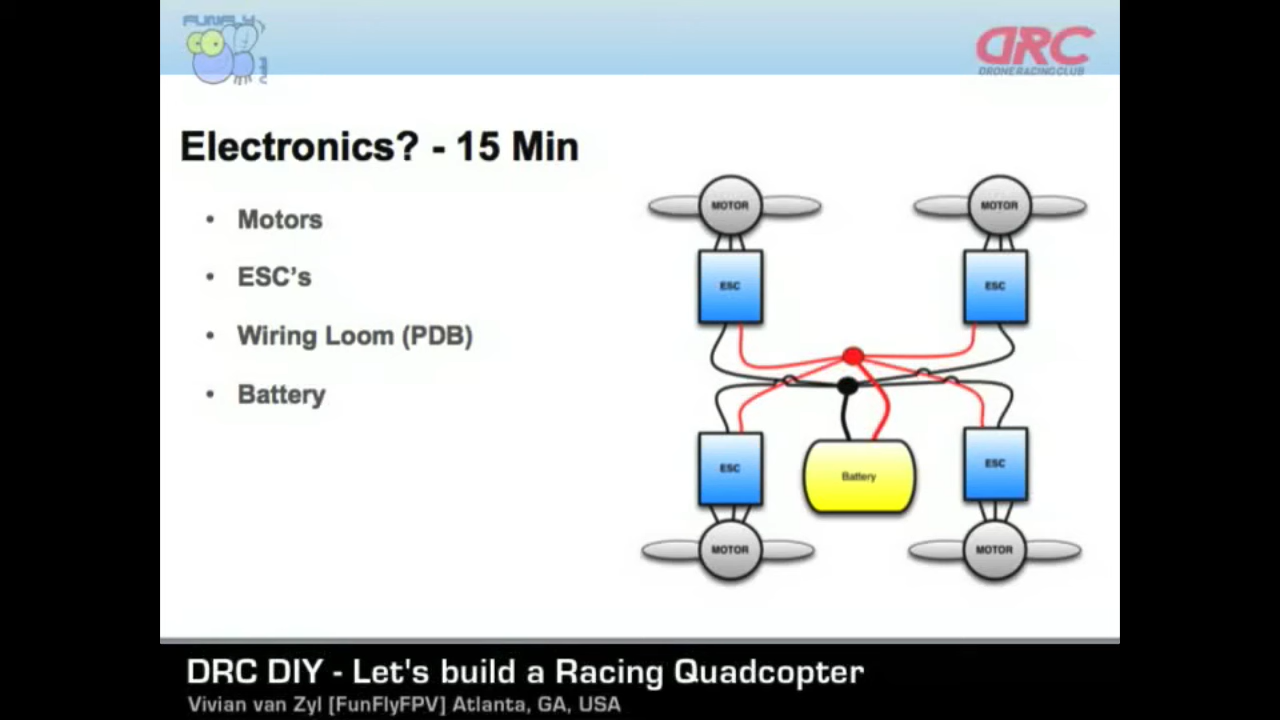 FUNFLY
DRC
DRONE RACING CLUB
Electronics? - 15 Min
• Motors
• ESC's
• Wiring Loom (PDB)
• Battery
MOTOR
MOTOR
ESC
ESC
ESC
Battery
ESC
MOTOR
MOTOR
DRC DIY - Let's build a Racing Quadcopter
Vivian van Zyl [FunFlyFPV] Atlanta, GA, USA